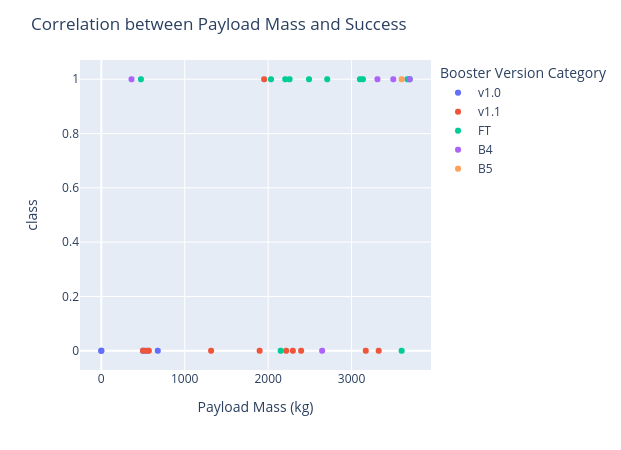 Correlation between Payload Mass and Success
Booster Version Category
v1.0
v1.1
FT
B4
B5
class
1
0.8
0.6
0.4
0.2
0
0 1000 2000 3000
Payload Mass (kg)